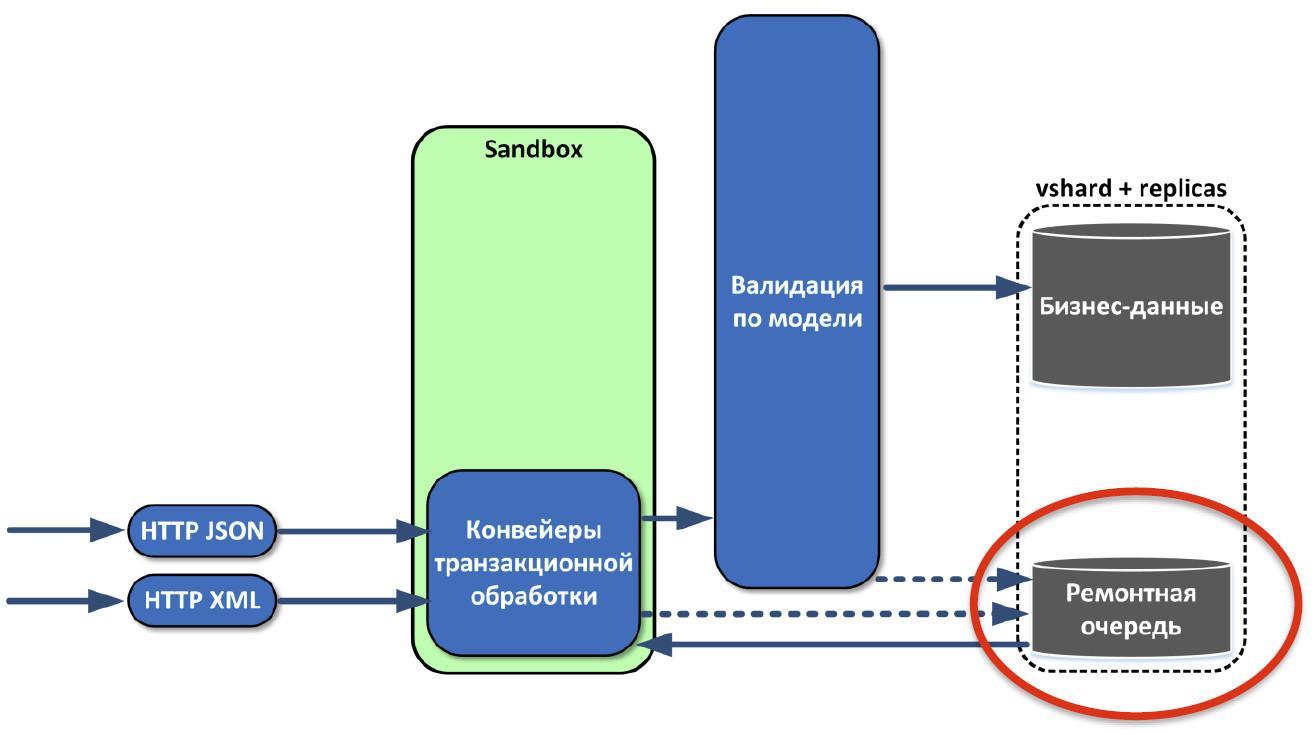 Sandbox
vshard + replicas
Валидация
по модели
Бизнес-данные
HTTP JSON
HTTP XML
Конвейеры
транзакционной
обработки
Ремонтная
очередь